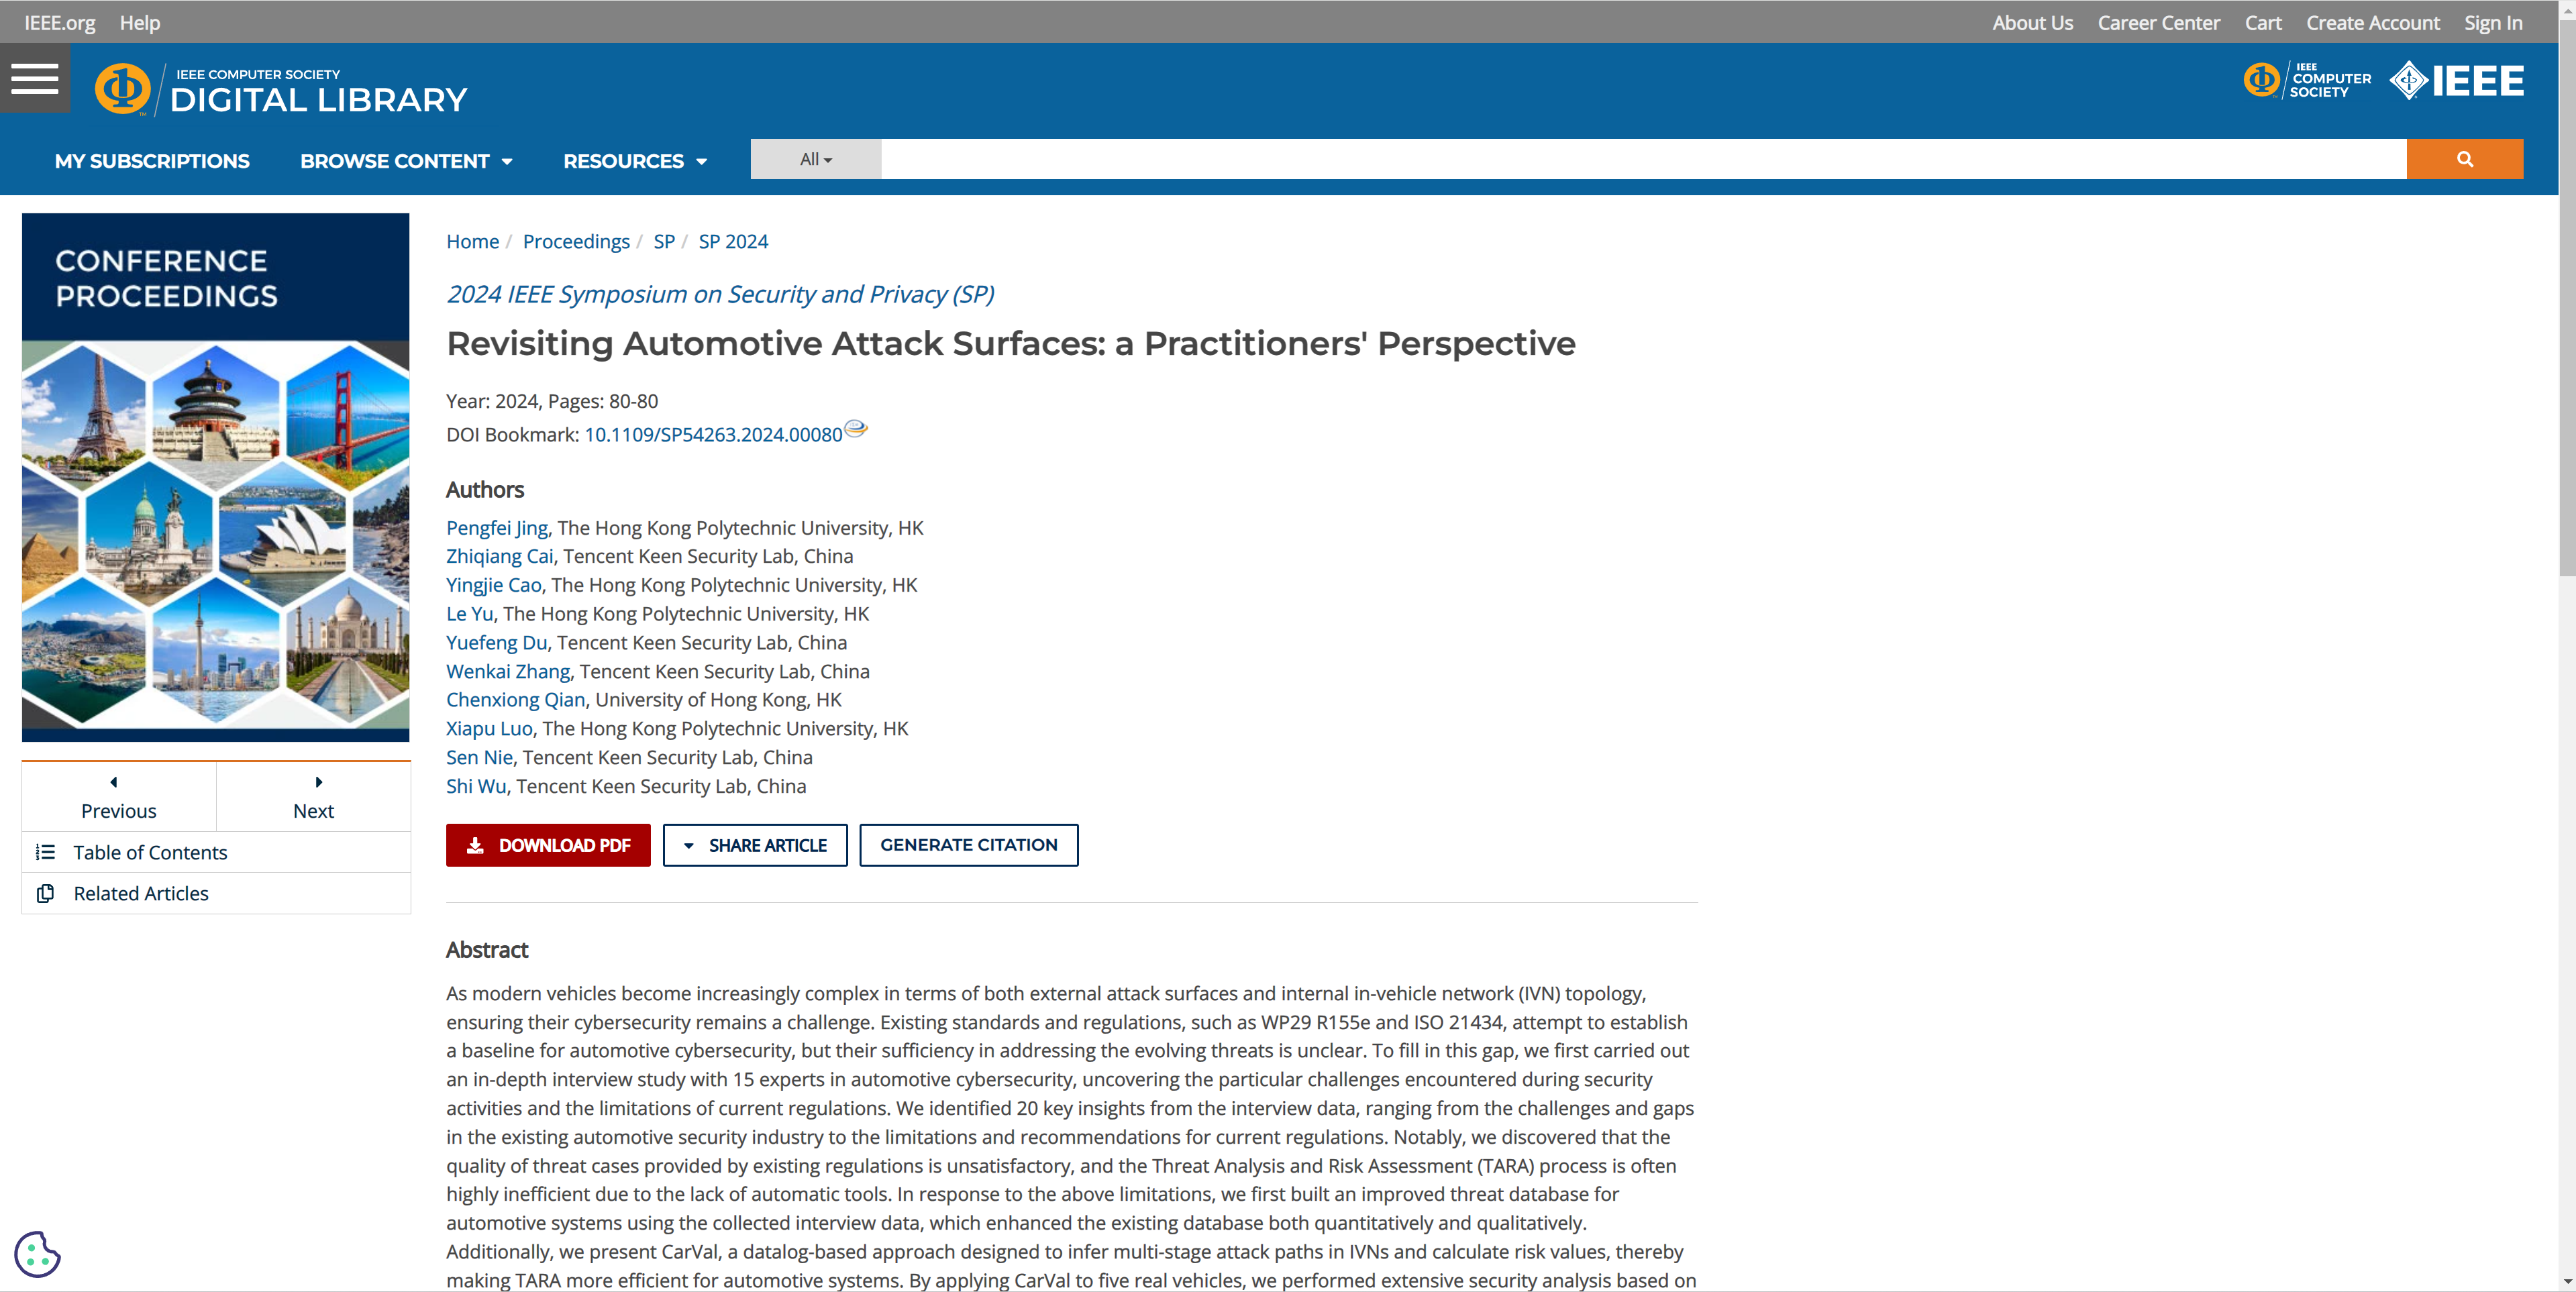 IEEE.org Help About Us Career Center Cart Create Account Sign In
IEEE COMPUTER SOCIETY
DIGITAL LIBRARY
TM
IEEE
COMPUTER
SOCIETY
IEEE
MY SUBSCRIPTIONS BROWSE CONTENT RESOURCES All
CONFERENCE
PROCEEDINGS
Previous Next
Table of Contents
Related Articles
Home / Proceedings / SP / SP 2024
2024 IEEE Symposium on Security and Privacy (SP)
Revisiting Automotive Attack Surfaces: a Practitioners' Perspective
Year: 2024, Pages: 80-80
DOI Bookmark: 10.1109/SP54263.2024.00080
Authors
Pengfei Jing, The Hong Kong Polytechnic University, HK
Zhiqiang Cai, Tencent Keen Security Lab, China
Yingjie Cao, The Hong Kong Polytechnic University, HK
Le Yu, The Hong Kong Polytechnic University, HK
Yuefeng Du, Tencent Keen Security Lab, China
Wenkai Zhang, Tencent Keen Security Lab, China
Chenxiong Qian, University of Hong Kong, HK
Xiapu Luo, The Hong Kong Polytechnic University, HK
Sen Nie, Tencent Keen Security Lab, China
Shi Wu, Tencent Keen Security Lab, China
DOWNLOAD PDF SHARE ARTICLE GENERATE CITATION
Abstract
As modern vehicles become increasingly complex in terms of both external attack surfaces and internal in-vehicle network (IVN) topology,
ensuring their cybersecurity remains a challenge. Existing standards and regulations, such as WP29 R155e and ISO 21434, attempt to establish
a baseline for automotive cybersecurity, but their sufficiency in addressing the evolving threats is unclear. To fill in this gap, we first carried out
an in-depth interview study with 15 experts in automotive cybersecurity, uncovering the particular challenges encountered during security
activities and the limitations of current regulations. We identified 20 key insights from the interview data, ranging from the challenges and gaps
in the existing automotive security industry to the limitations and recommendations for current regulations. Notably, we discovered that the
quality of threat cases provided by existing regulations is unsatisfactory, and the Threat Analysis and Risk Assessment (TARA) process is often
highly inefficient due to the lack of automatic tools. In response to the above limitations, we first built an improved threat database for
automotive systems using the collected interview data, which enhanced the existing database both quantitatively and qualitatively.
Additionally, we present CarVal, a datalog-based approach designed to infer multi-stage attack paths in IVNs and calculate risk values, thereby
making TARA more efficient for automotive systems. By applying CarVal to five real vehicles, we performed extensive security analysis based on